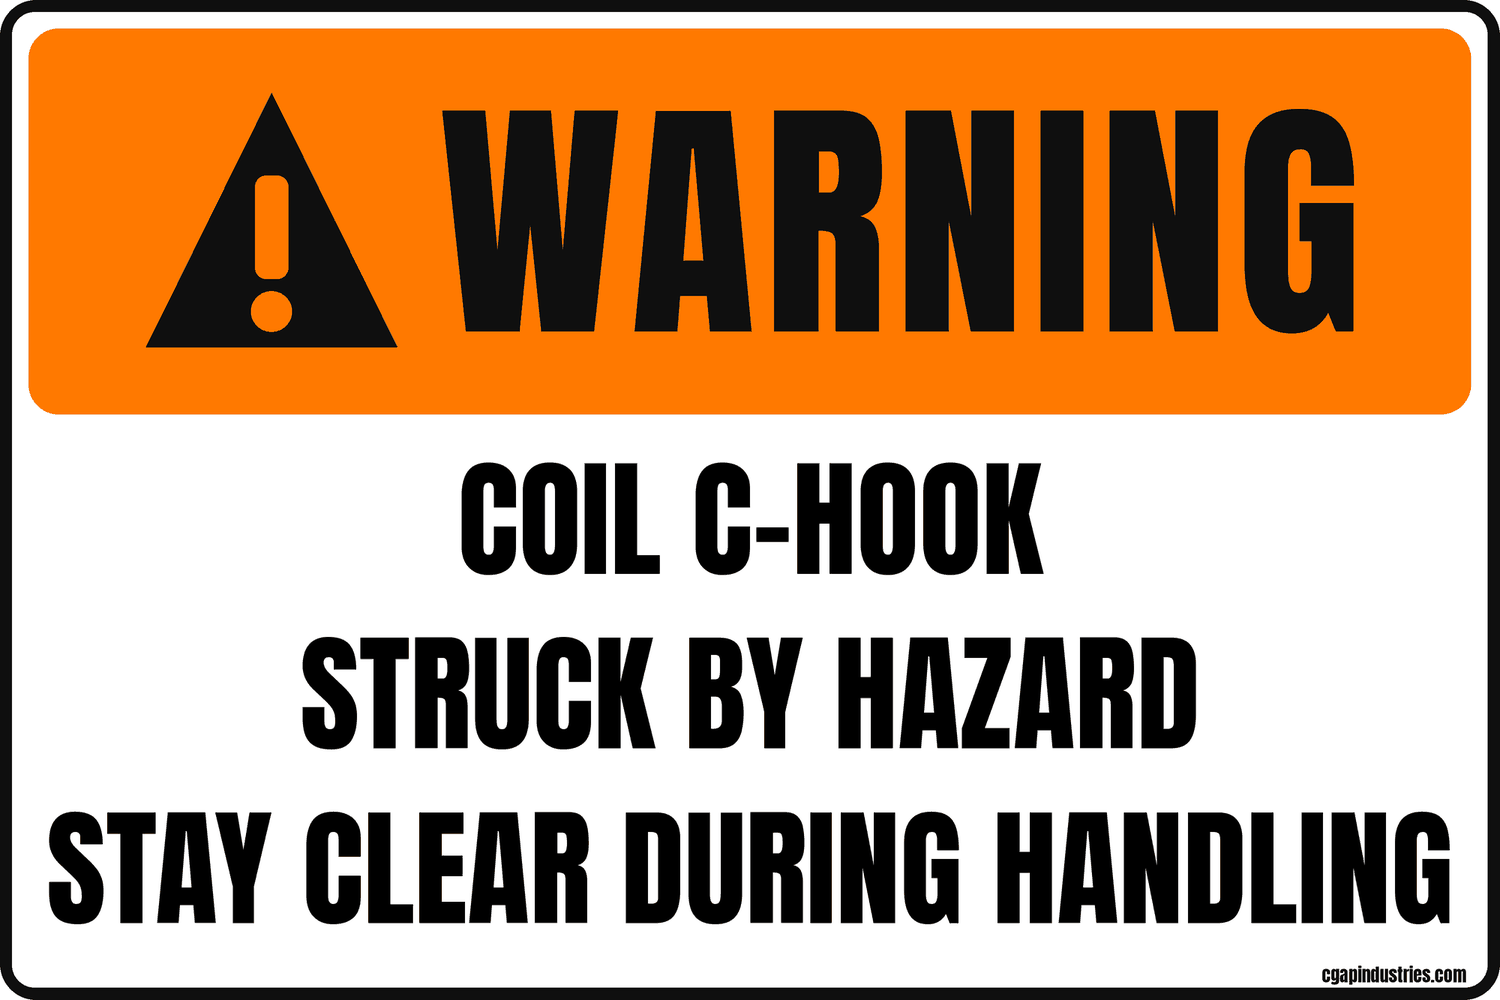 WARNING
COIL C-HOOK
STRUCK BY HAZARD
STAY CLEAR DURING HANDLING
cgapindustries.com